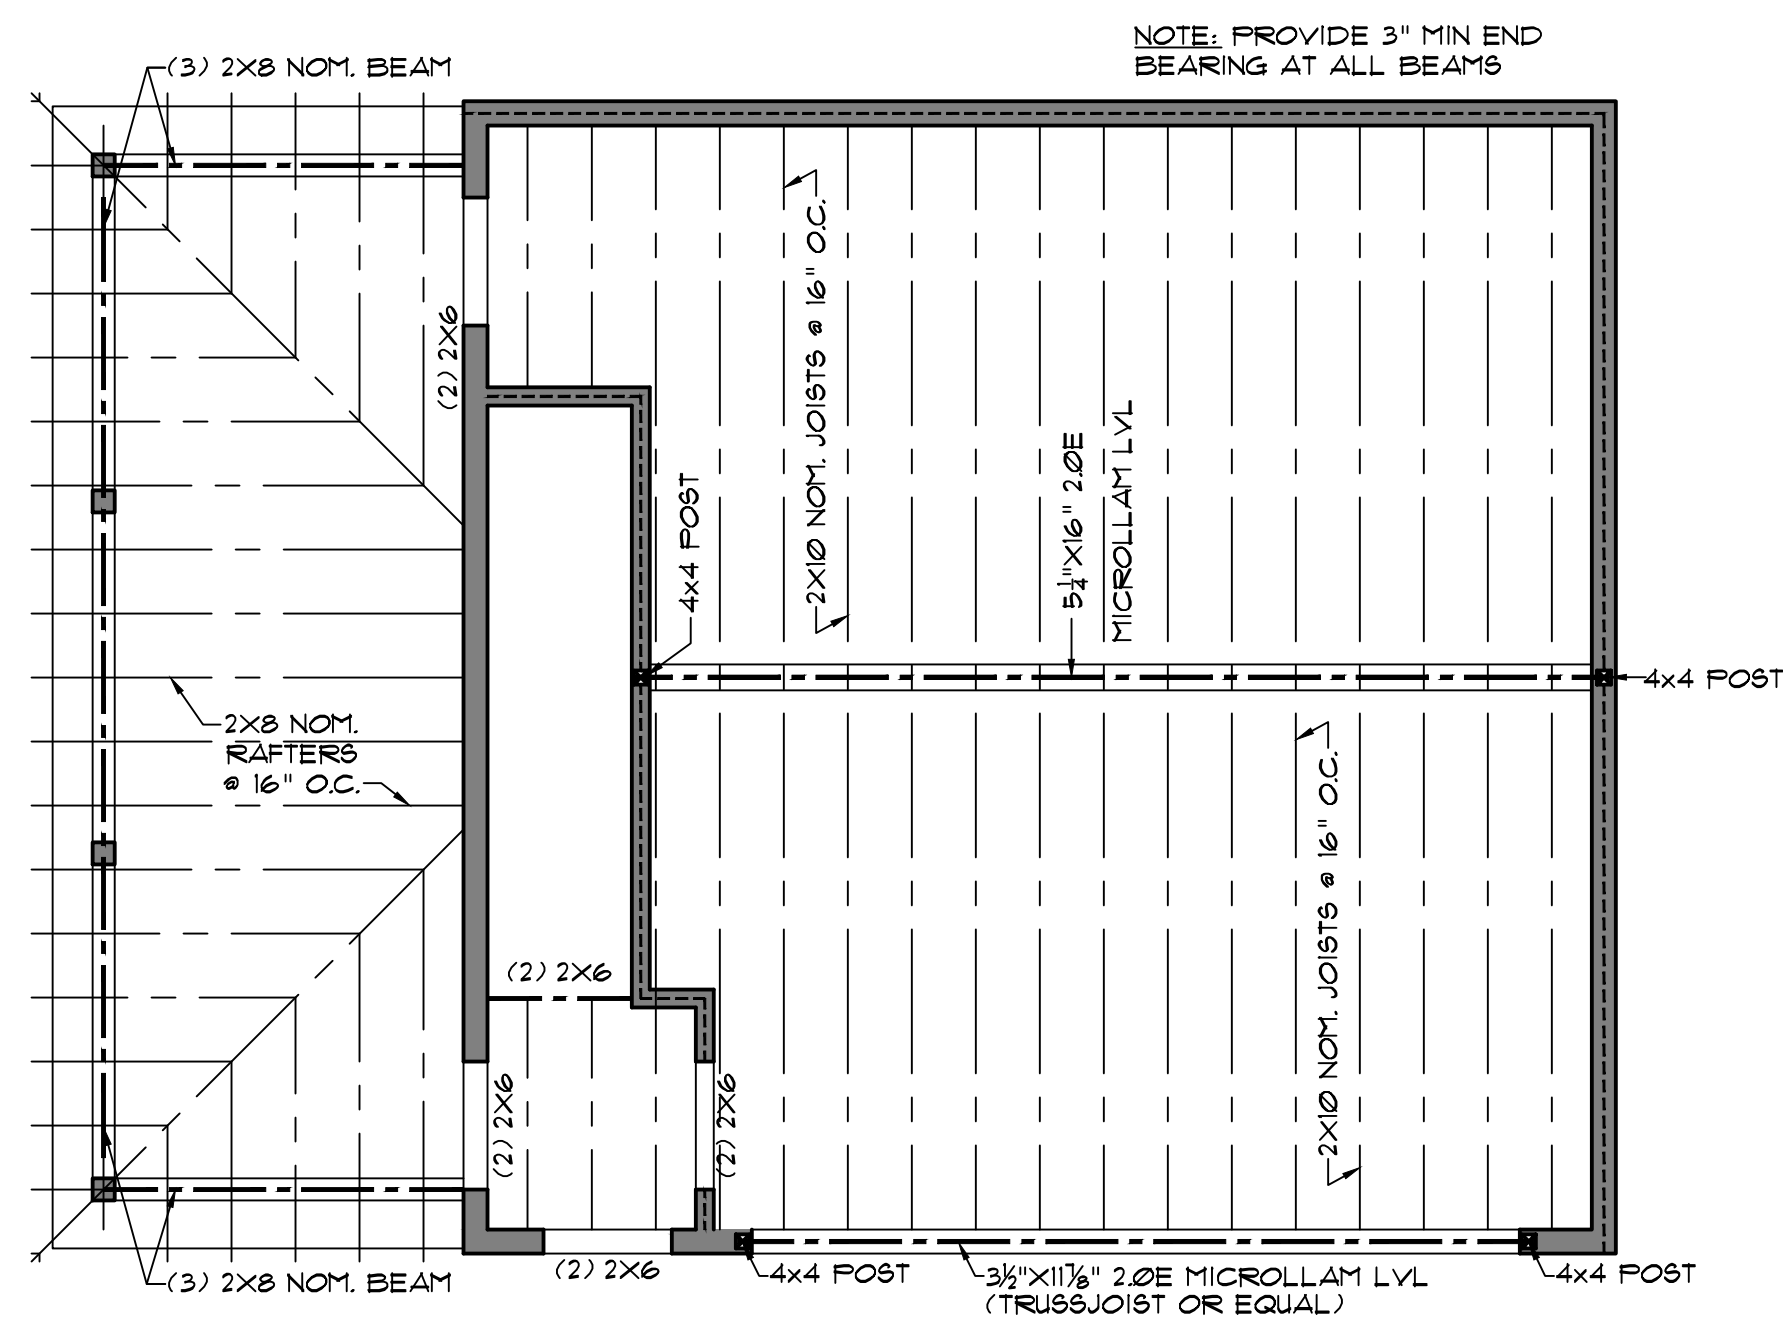 NOTE: PROVIDE 3" MIN END
BEARING AT ALL BEAMS
(3) 2X8 NOM. BEAM
(2) 2X6
2X10 NOM. JOISTS @ 16" O.C.
4x4 POST
5¼"X16" 2.0E
MICROLLAM LVL
4x4 POST
2X8 NOM.
RAFTERS
@ 16" O.C.
2X10 NOM. JOISTS @ 16" O.C.
(2) 2X6
(2) 2X6
(2) 2X6
(2) 2X6
(3) 2X8 NOM. BEAM
4x4 POST
3½"X11⅞" 2.0E MICROLLAM LVL
(TRUSSJOIST OR EQUAL)
4x4 POST